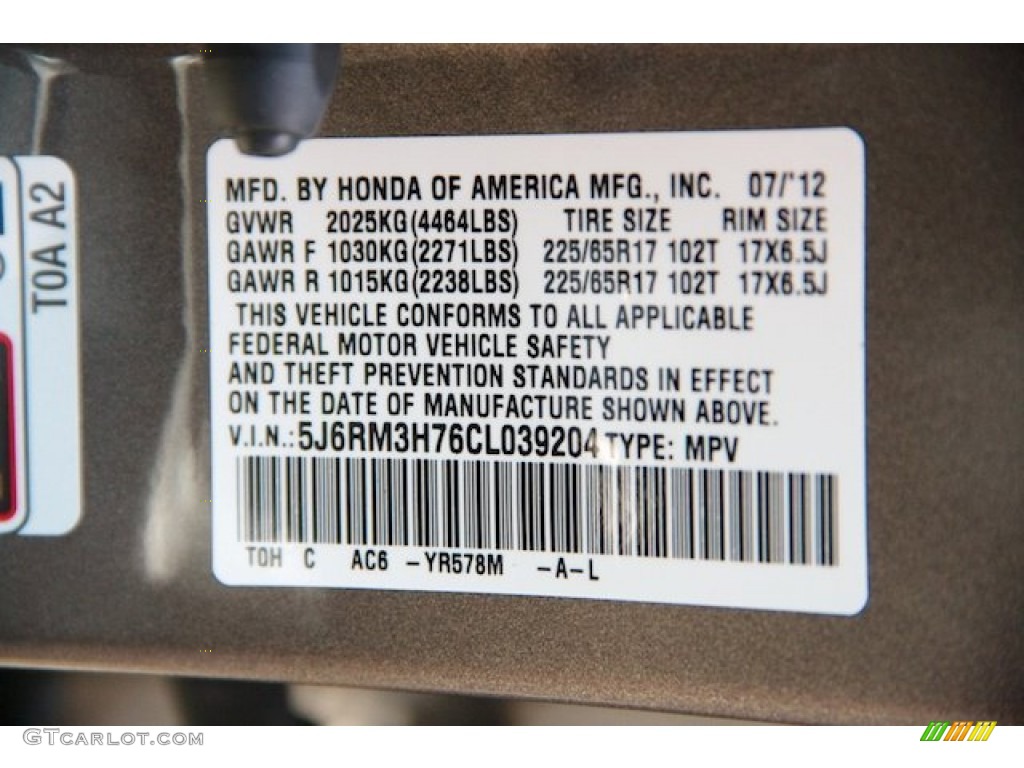 MFD. BY HONDA OF AMERICA MFG., INC. 07/'12
GVWR 2025KG(4464LBS) TIRE SIZE RIM SIZE
GAWR F 1030KG(2271LBS) 225/65R17 102T 17X6.5J
GAWR R 1015KG(2238LBS) 225/65R17 102T 17X6.5J
THIS VEHICLE CONFORMS TO ALL APPLICABLE
FEDERAL MOTOR VEHICLE SAFETY
AND THEFT PREVENTION STANDARDS IN EFFECT
ON THE DATE OF MANUFACTURE SHOWN ABOVE.
V.I.N.: 5J6RM3H76CL039204 TYPE: MPV
TOH C AC6 -YR578M -A-L
T0A A2
GTCarlot.com